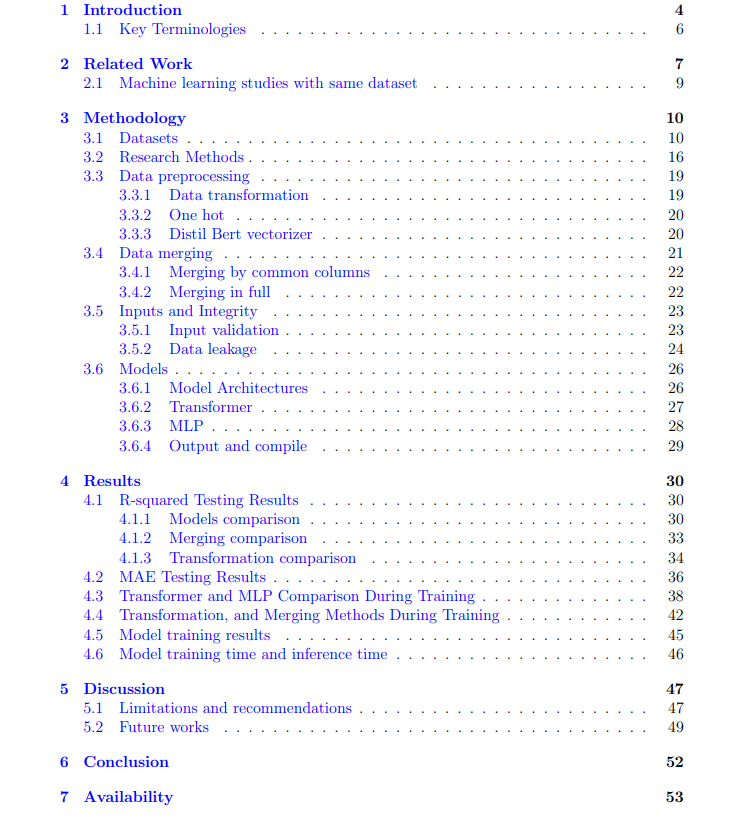 1 Introduction 4
1.1 Key Terminologies . . . . . . . . . . . . . . . . . . . . . . . . . . . . . . . . 6
2 Related Work 7
2.1 Machine learning studies with same dataset . . . . . . . . . . . . . . . . . . 9
3 Methodology 10
3.1 Datasets . . . . . . . . . . . . . . . . . . . . . . . . . . . . . . . . . . . . . . 10
3.2 Research Methods . . . . . . . . . . . . . . . . . . . . . . . . . . . . . . . . . 16
3.3 Data preprocessing . . . . . . . . . . . . . . . . . . . . . . . . . . . . . . . . 19
3.3.1 Data transformation . . . . . . . . . . . . . . . . . . . . . . . . . . . 19
3.3.2 One hot . . . . . . . . . . . . . . . . . . . . . . . . . . . . . . . . . . 20
3.3.3 Distil Bert vectorizer . . . . . . . . . . . . . . . . . . . . . . . . . . . 20
3.4 Data merging . . . . . . . . . . . . . . . . . . . . . . . . . . . . . . . . . . . 21
3.4.1 Merging by common columns . . . . . . . . . . . . . . . . . . . . . . 22
3.4.2 Merging in full . . . . . . . . . . . . . . . . . . . . . . . . . . . . . . 22
3.5 Inputs and Integrity . . . . . . . . . . . . . . . . . . . . . . . . . . . . . . . 23
3.5.1 Input validation . . . . . . . . . . . . . . . . . . . . . . . . . . . . . . 23
3.5.2 Data leakage . . . . . . . . . . . . . . . . . . . . . . . . . . . . . . . 24
3.6 Models . . . . . . . . . . . . . . . . . . . . . . . . . . . . . . . . . . . . . . . 26
3.6.1 Model Architectures . . . . . . . . . . . . . . . . . . . . . . . . . . . 26
3.6.2 Transformer . . . . . . . . . . . . . . . . . . . . . . . . . . . . . . . . 27
3.6.3 MLP . . . . . . . . . . . . . . . . . . . . . . . . . . . . . . . . . . . . 28
3.6.4 Output and compile . . . . . . . . . . . . . . . . . . . . . . . . . . . 29
4 Results 30
4.1 R-squared Testing Results . . . . . . . . . . . . . . . . . . . . . . . . . . . . 30
4.1.1 Models comparison . . . . . . . . . . . . . . . . . . . . . . . . . . . . 30
4.1.2 Merging comparison . . . . . . . . . . . . . . . . . . . . . . . . . . . 33
4.1.3 Transformation comparison . . . . . . . . . . . . . . . . . . . . . . . 34
4.2 MAE Testing Results . . . . . . . . . . . . . . . . . . . . . . . . . . . . . . . 36
4.3 Transformer and MLP Comparison During Training . . . . . . . . . . . . . . 38
4.4 Transformation, and Merging Methods During Training . . . . . . . . . . . . 42
4.5 Model training results . . . . . . . . . . . . . . . . . . . . . . . . . . . . . . 45
4.6 Model training time and inference time . . . . . . . . . . . . . . . . . . . . . 46
5 Discussion 47
5.1 Limitations and recommendations . . . . . . . . . . . . . . . . . . . . . . . . 47
5.2 Future works . . . . . . . . . . . . . . . . . . . . . . . . . . . . . . . . . . . 49
6 Conclusion 52
7 Availability 53